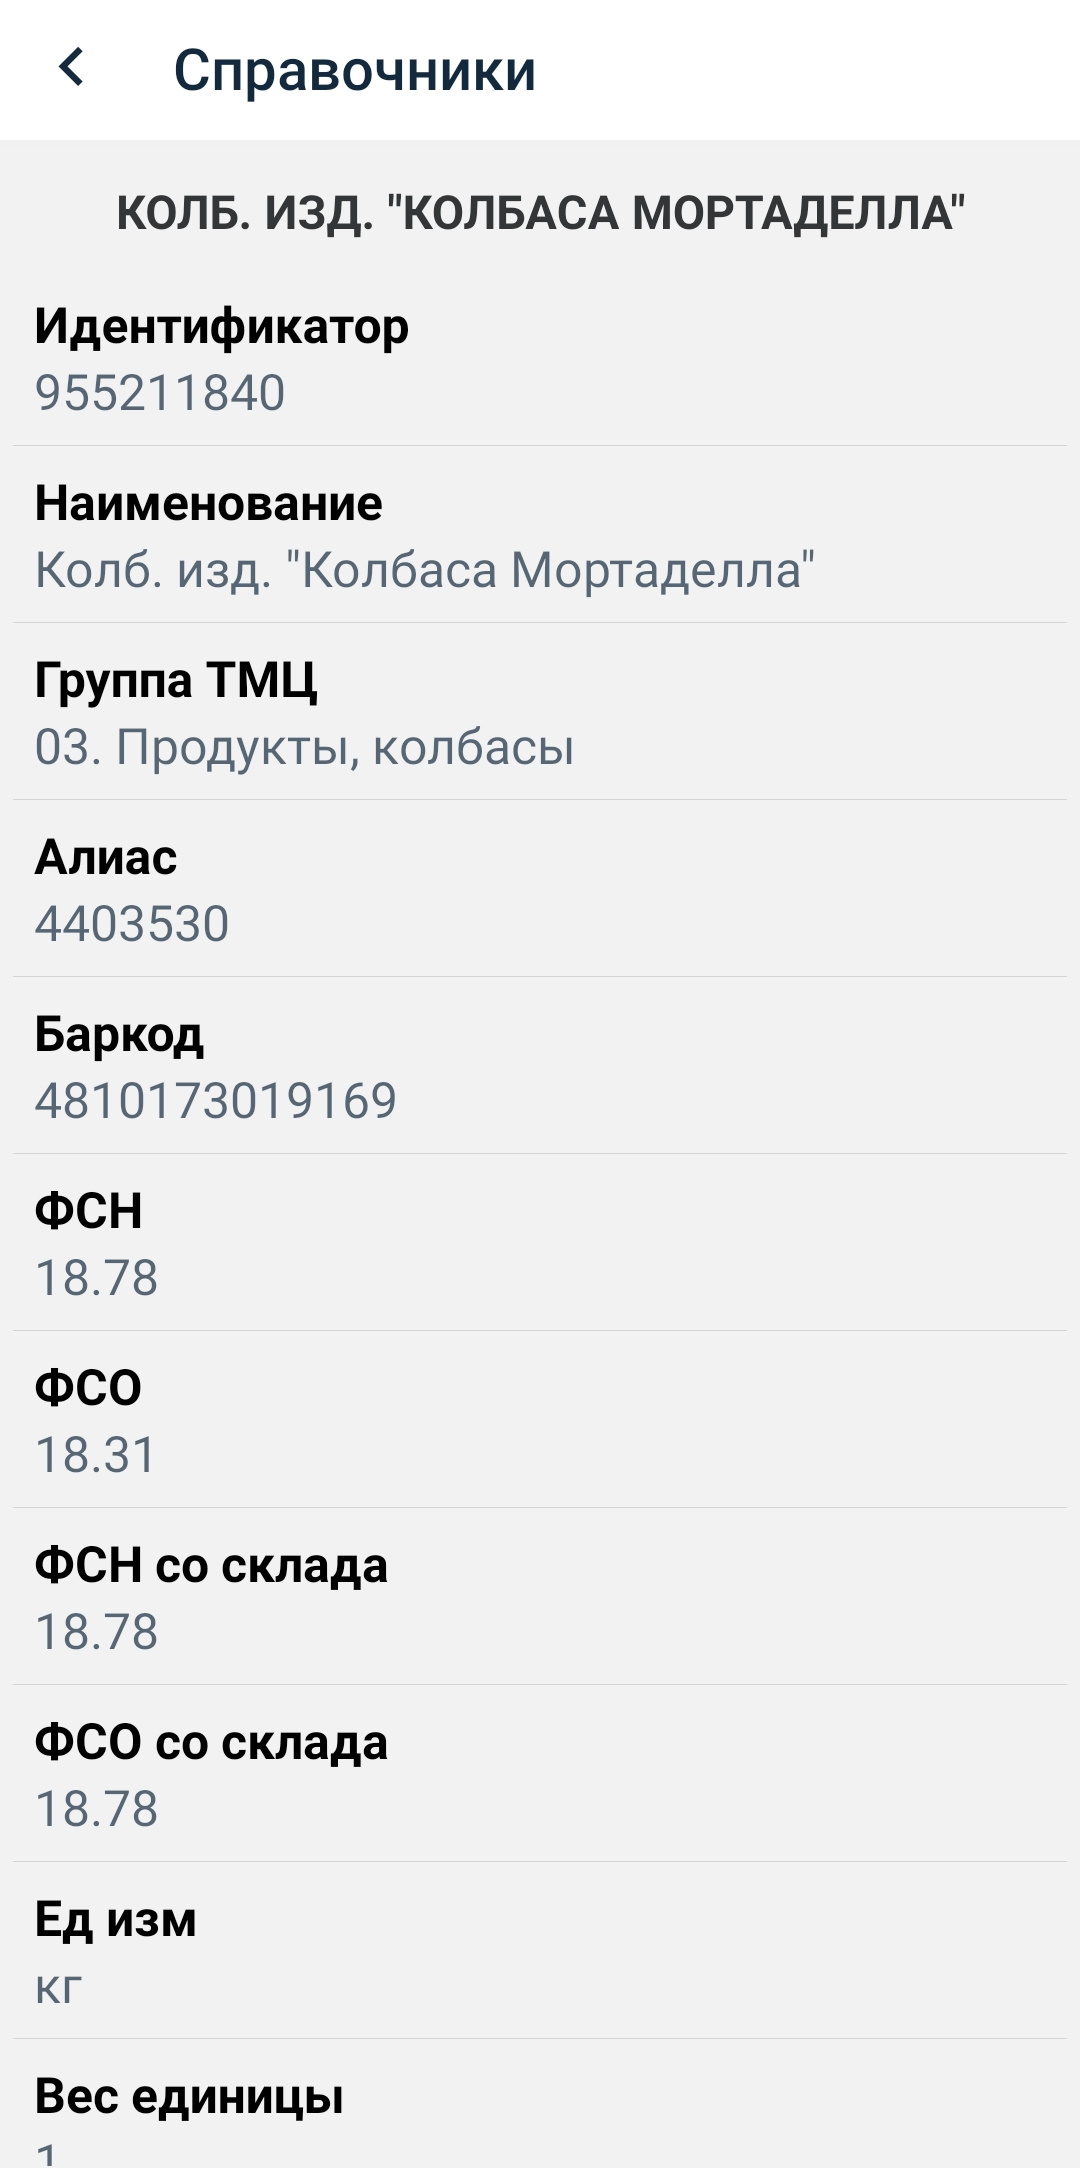 Справочники
КОЛБ. ИЗД. "КОЛБАСА МОРТАДЕЛЛА"
Идентификатор
955211840
Наименование
Колб. изд. "Колбаса Мортаделла"
Группа ТМЦ
03. Продукты, колбасы
Алиас
4403530
Баркод
4810173019169
ФСН
18.78
ФСО
18.31
ФСН со склада
18.78
ФСО со склада
18.78
Ед изм
кг
Вес единицы
1